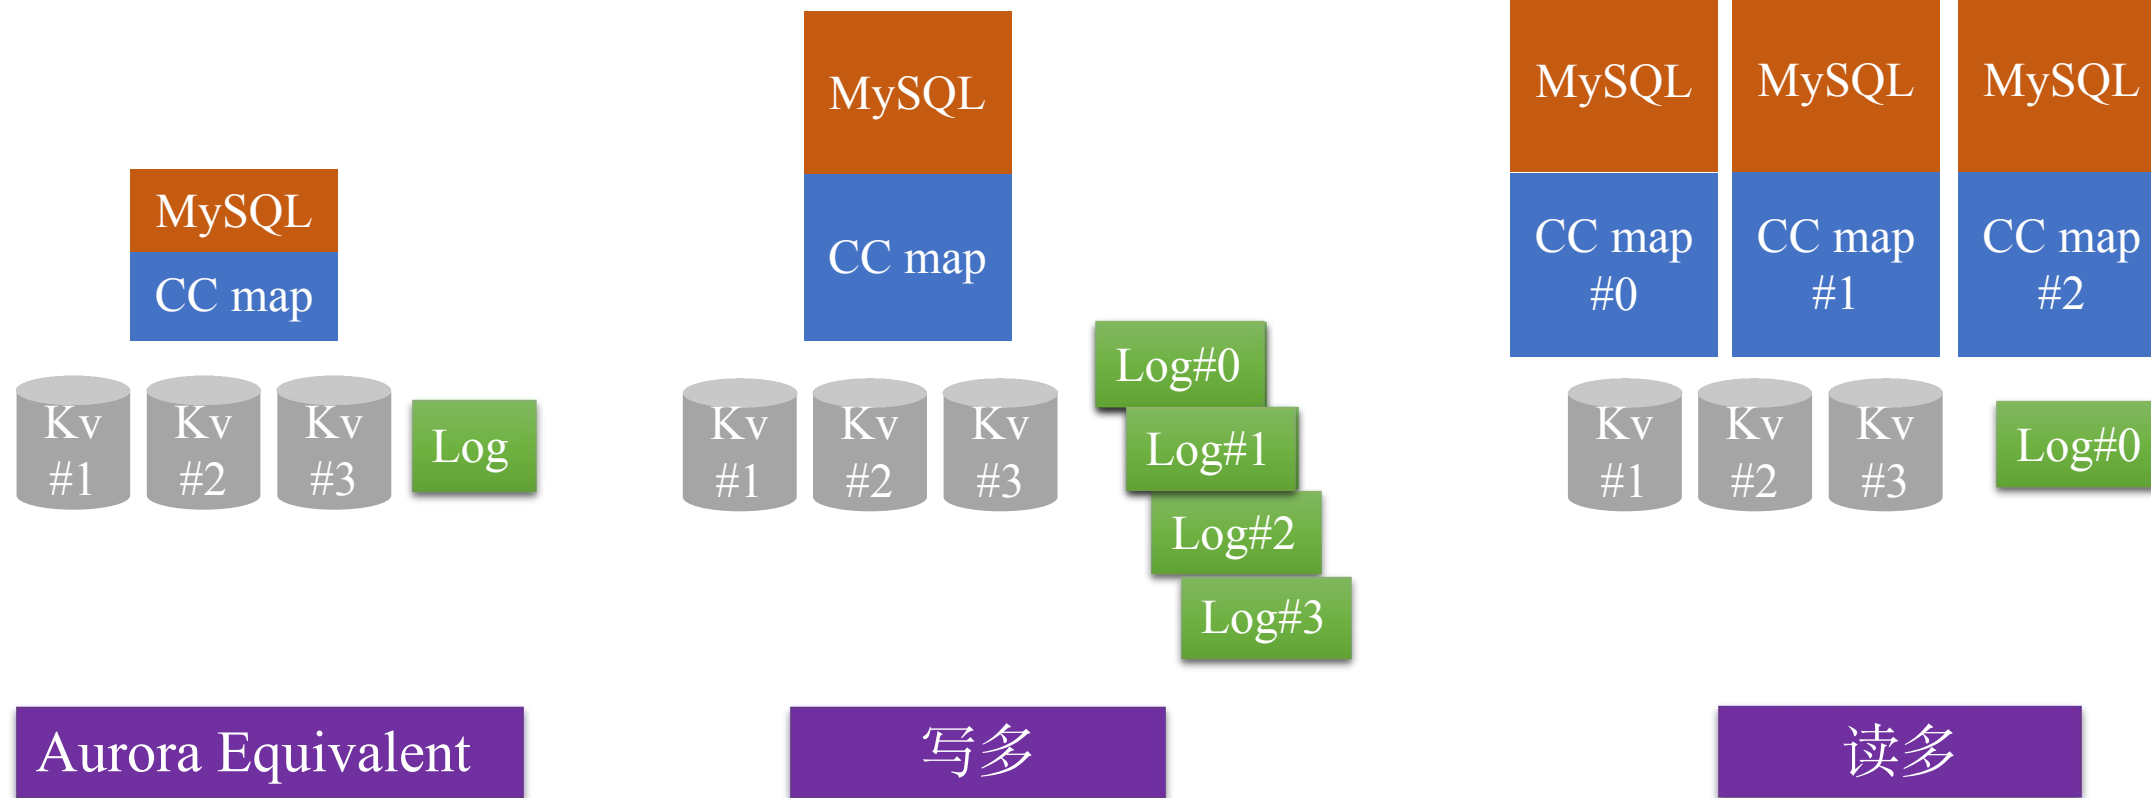 MySQL
CC map
Kv
#1
Kv
#2
Kv
#3
Log
Aurora Equivalent
MySQL
CC map
Kv
#1
Kv
#2
Kv
#3
Log#0
Log#1
Log#2
Log#3
写多
MySQL
MySQL
MySQL
CC map
#0
CC map
#1
CC map
#2
Kv
#1
Kv
#2
Kv
#3
Log#0
读多